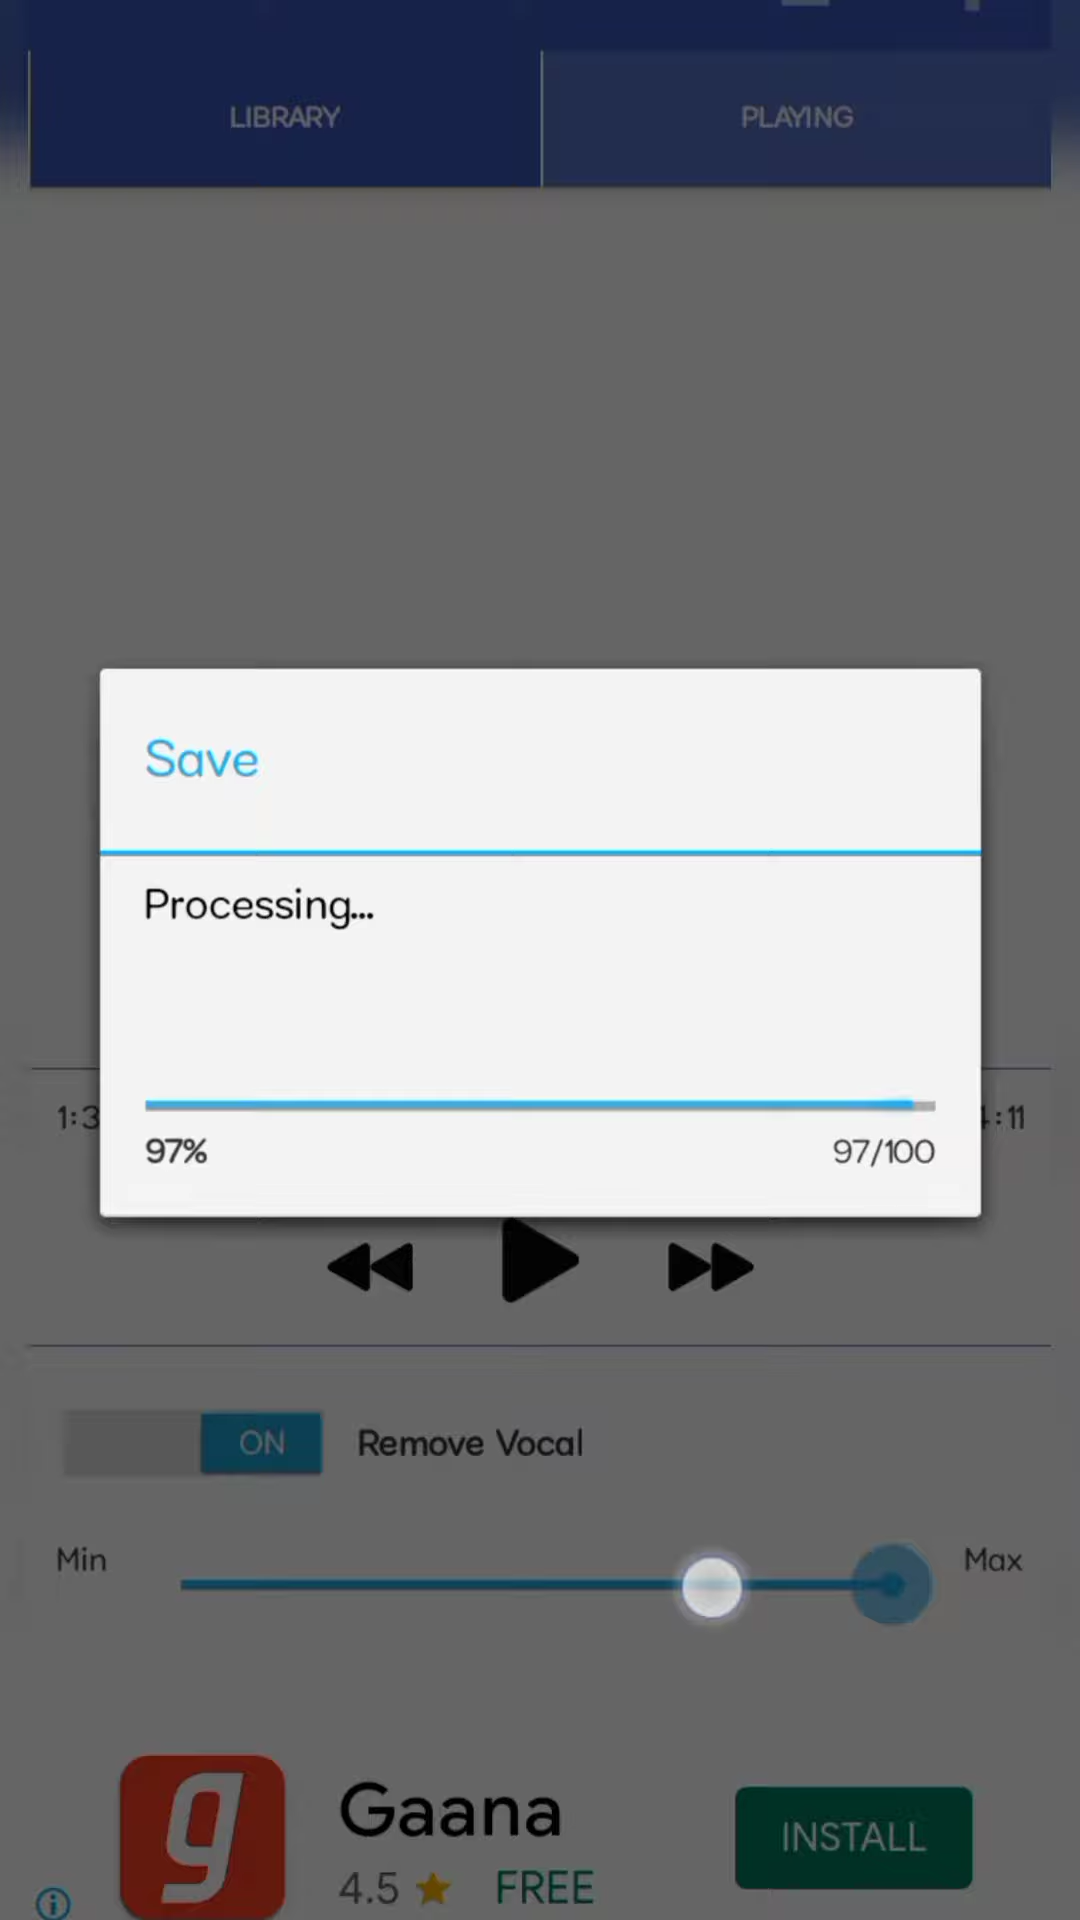 LIBRARY
PLAYING
Save
Processing...
97%
97/100
ON
Remove Vocal
Min
Max
g
Gaana
4.5
FREE
INSTALL